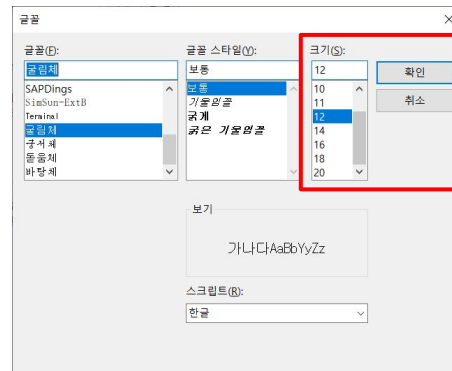 글꼴
글꼴(F):
굴림체
SAPDings
SimSun-ExtB
Terminal
굴림체
궁서체
돋움체
바탕체
글꼴 스타일(Y):
보통
보통
기울임꼴
굵게
굵은 기울임꼴
크기(S):
12
10
11
12
14
16
18
20
확인
취소
보기
가나다AaBbYyZz
스크립트(R):
한글